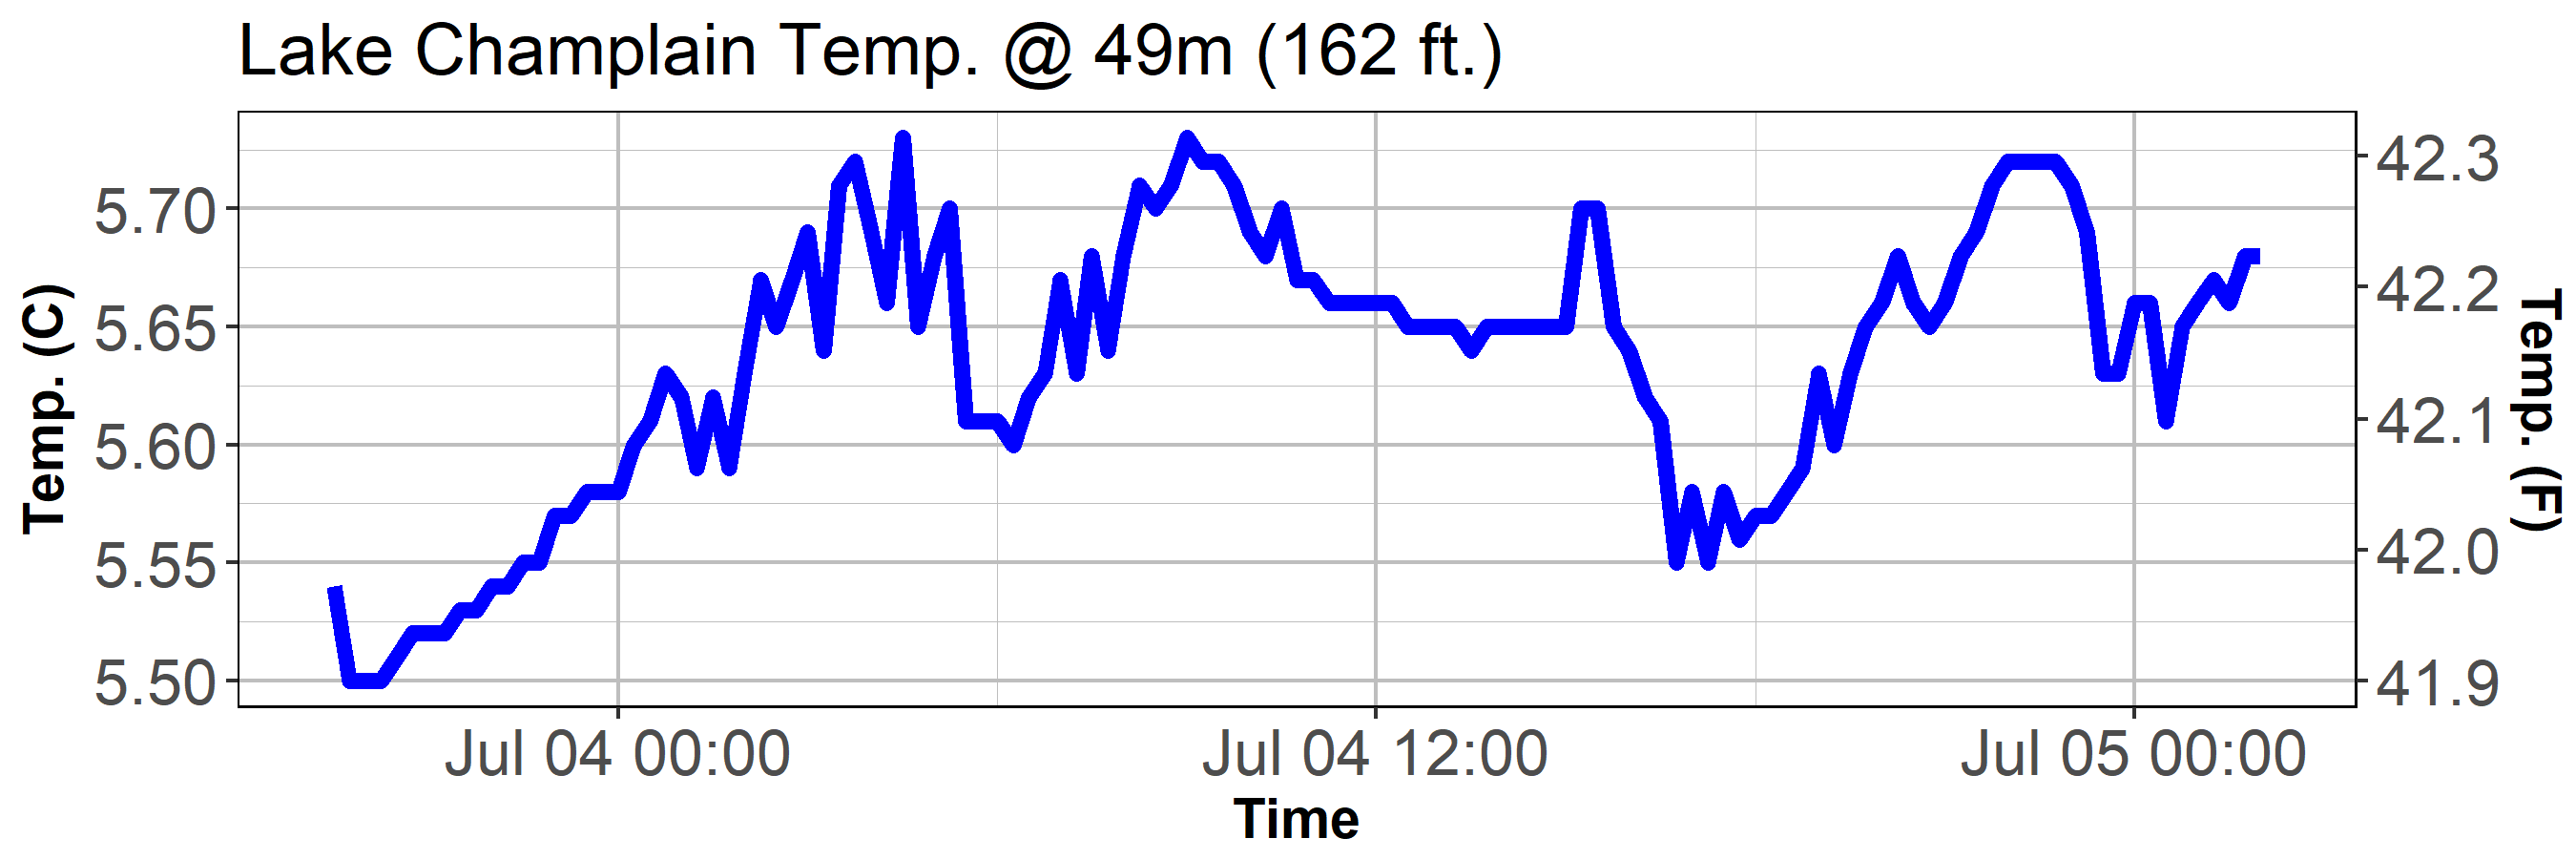 Lake Champlain Temp. @ 49m (162 ft.)
Temp. (C)
5.70
5.65
5.60
5.55
5.50
42.3
42.2
42.1
42.0
41.9
Temp. (F)
Jul 04 00:00
Jul 04 12:00
Jul 05 00:00
Time